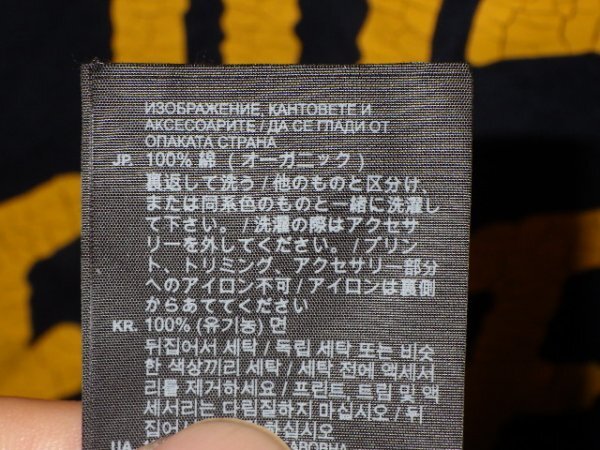 ИЗОБРАЖЕНИЕ, КАНТОВЕТЕ И
АКСЕСОАРИТЕ / ДА СЕ ГЛАДИ ОТ
ОПАКАТА СТРАНА
JP. 100% 綿 ( オーガニック )
裏返して洗う / 他のものと区分け、
または同系色のものと一緒に洗濯し
て下さい。 / 洗濯の際はアクセサ
リーを外してください。 / プリン
ト、トリミング、アクセサリー部分
へのアイロン不可 / アイロンは裏側
からあててください
KR. 100% (유기농) 면
뒤집어서 세탁 / 독립 세탁 또는 비슷
한 색상끼리 세탁 / 세탁 전에 액세서
리를 제거하세요 / 프린트, 트림 및 액
세서리는 다림질하지 마십시오 / 뒤
집어 하십시오
UA.